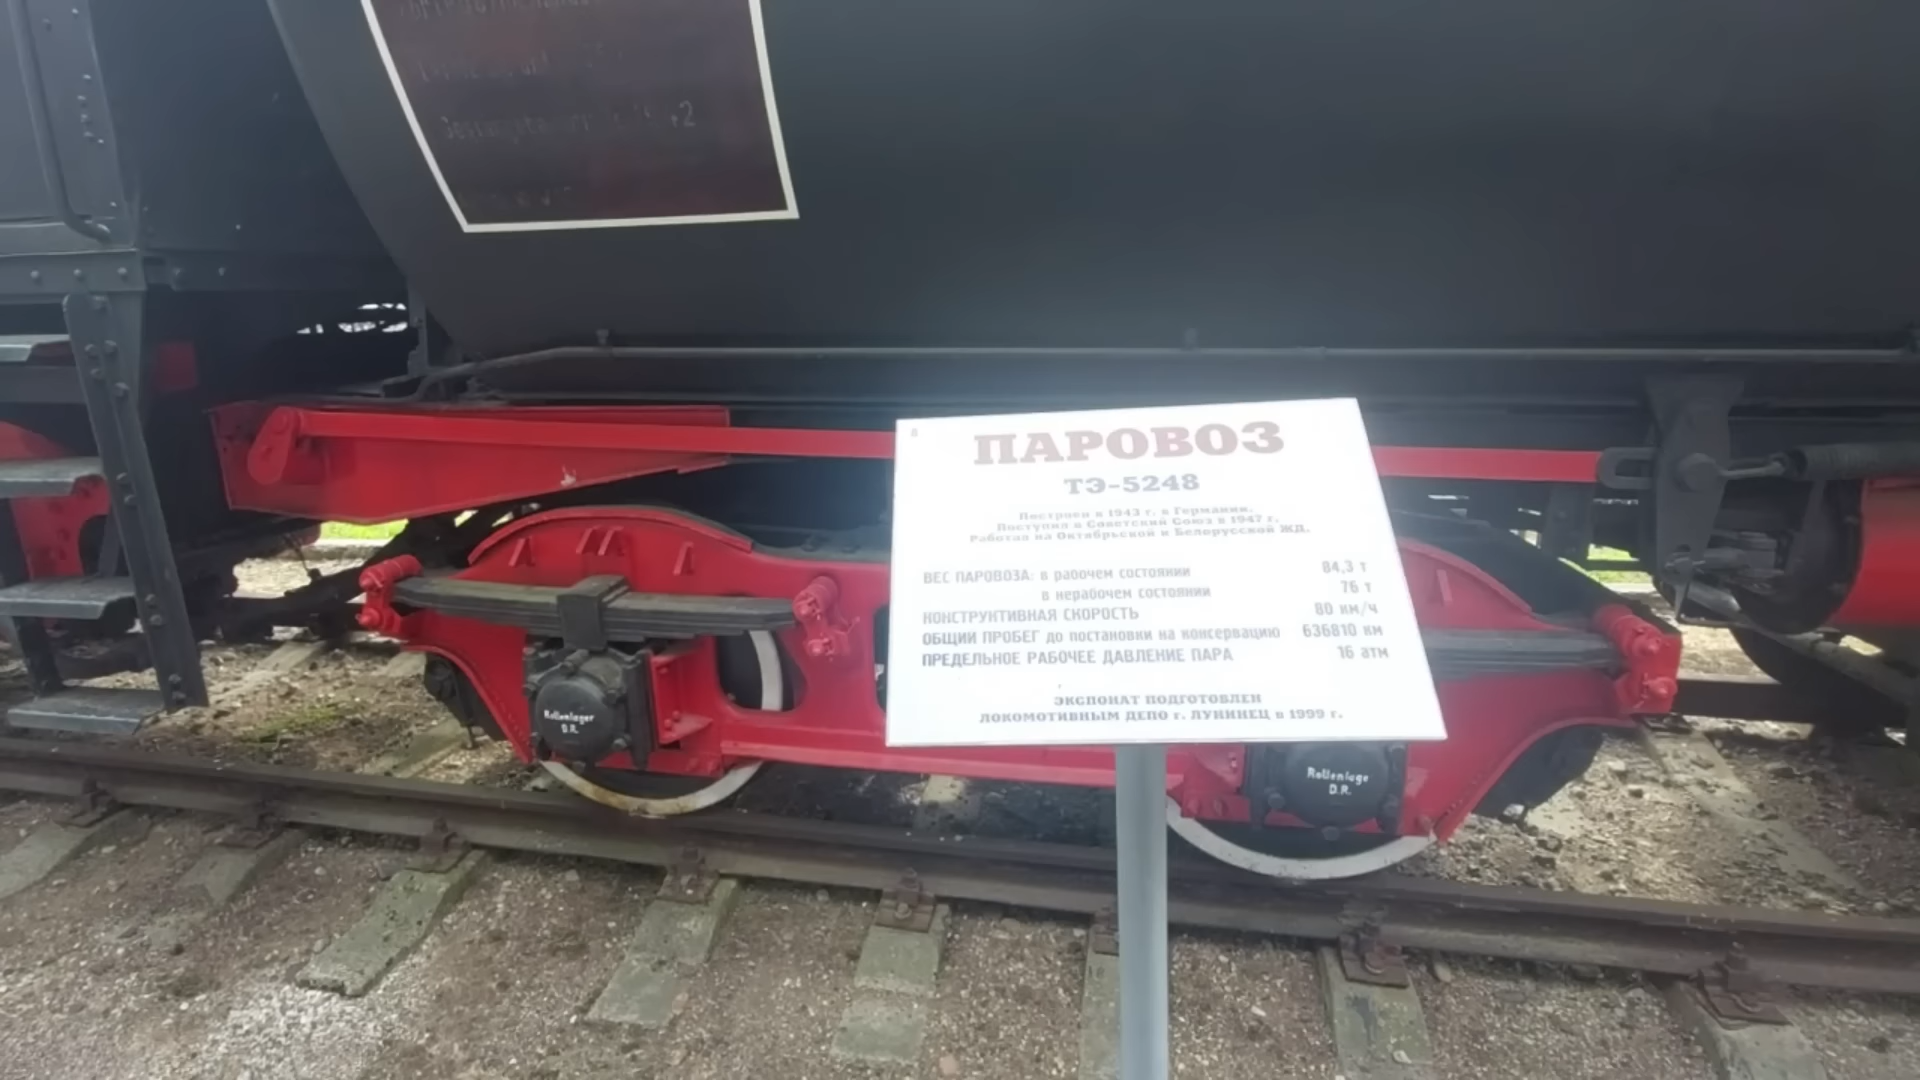 8
ПАРОВОЗ
ТЭ-5248
Построен в 1943 г. в Германии.
Поступил в Советский Союз в 1947 г.
Работал на Октябрьской и Белорусской ЖД.
ВЕС ПАРОВОЗА: в рабочем состоянии 84,3 т
в нерабочем состоянии 76 т
КОНСТРУКТИВНАЯ СКОРОСТЬ 80 км/ч
ОБЩИЙ ПРОБЕГ до постановки на консервацию 636810 км
ПРЕДЕЛЬНОЕ РАБОЧЕЕ ДАВЛЕНИЕ ПАРА 16 атм
ЭКСПОНАТ ПОДГОТОВЛЕН
ЛОКОМОТИВНЫМ ДЕПО г. ЛУНИНЕЦ в 1999 г.
Rollenlager
D.R.
Rollenlage
D.R.